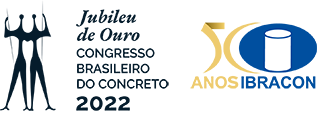 Jubileu
de Ouro
CONGRESSO
BRASILEIRO
DO CONCRETO
2022
50
ANOS IBRACON